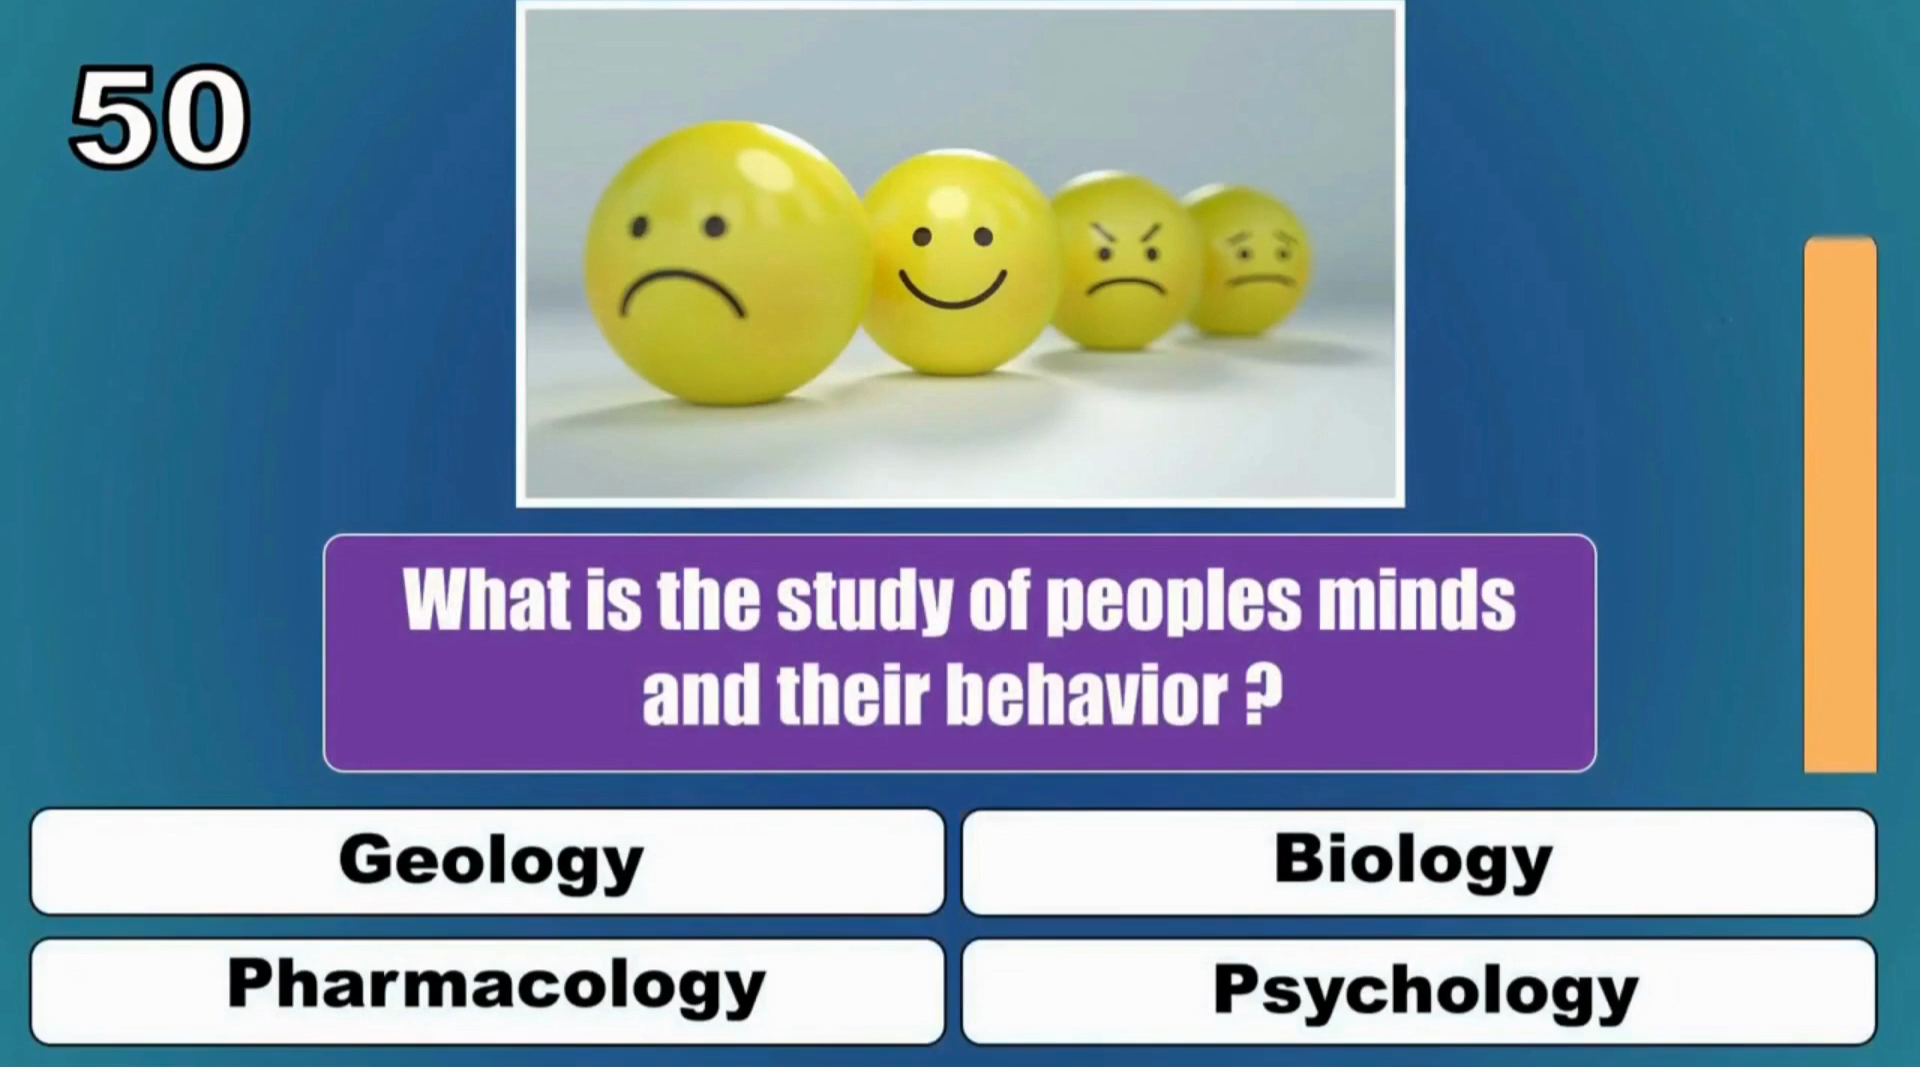 50
What is the study of peoples minds
and their behavior ?
Geology
Biology
Pharmacology
Psychology